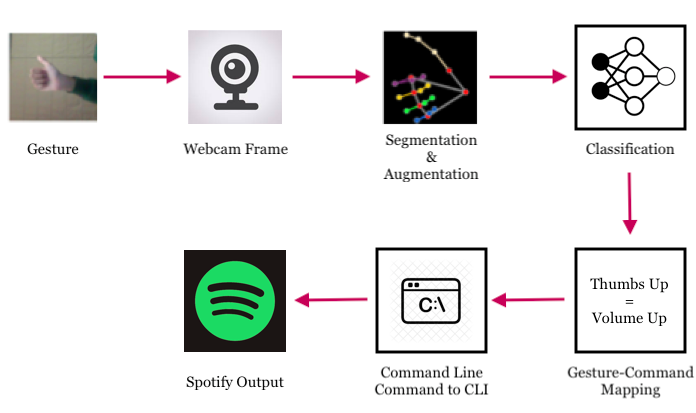 Gesture
Webcam Frame
Segmentation
&
Augmentation
Classification
Thumbs Up
=
Volume Up
Gesture-Command
Mapping
C:\
Command Line
Command to CLI
Spotify Output